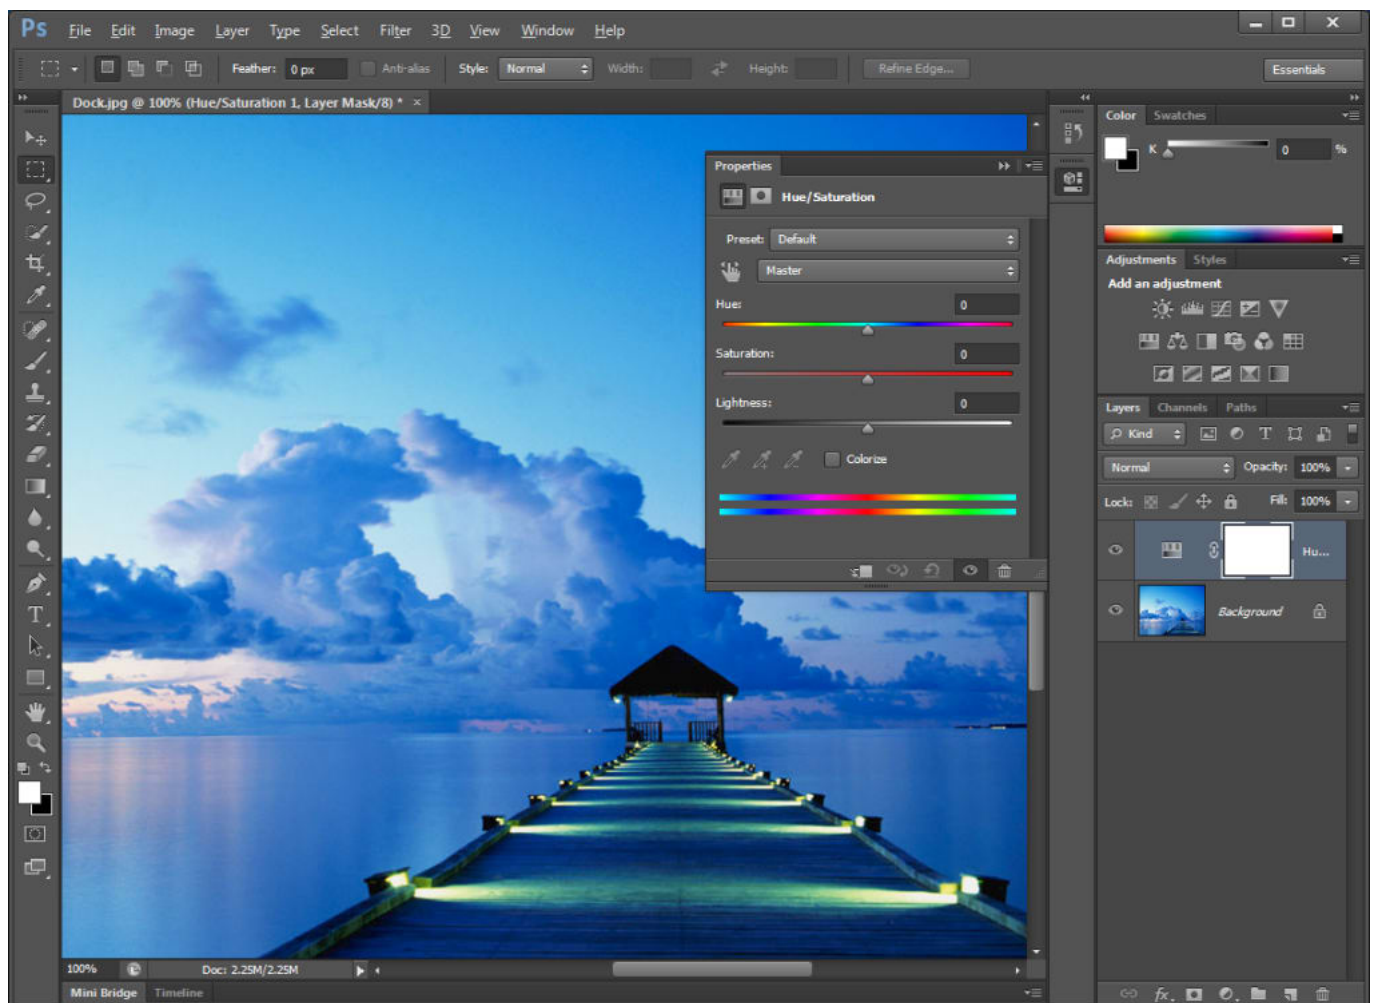 Ps File Edit Image Layer Type Select Filter 3D View Window Help
Feather: 0 px Anti-alias Style: Normal Width: Height: Refine Edge... Essentials
Dock.jpg @ 100% (Hue/Saturation 1, Layer Mask/8) * ×
Properties
Hue/Saturation
Preset: Default
Master
Hue: 0
Saturation: 0
Lightness: 0
Colorize
Color Swatches
K 0 %
Adjustments Styles
Add an adjustment
Layers Channels Paths
Kind
Normal Opacity: 100%
Lock: Fill: 100%
Hu...
Background
100% Doc: 2.25M/2.25M
Mini Bridge Timeline